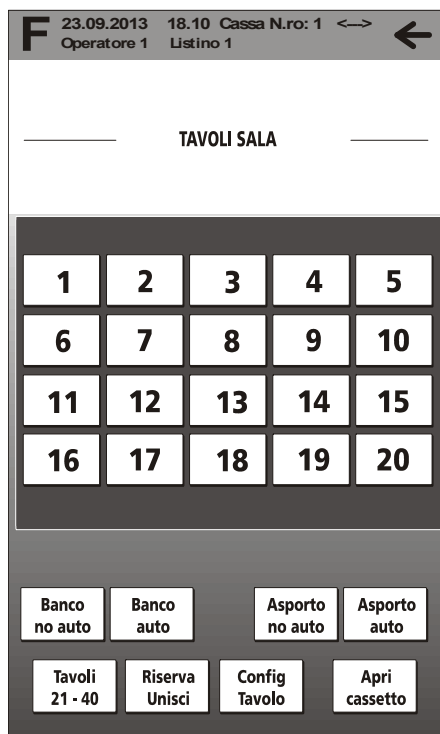 F 23.09.2013 18.10 Cassa N.ro: 1 <--->
Operatore 1 Listino 1
TAVOLI SALA
1 2 3 4 5
6 7 8 9 10
11 12 13 14 15
16 17 18 19 20
Banco Banco Asporto Asporto
no auto auto no auto auto
Tavoli Riserva Config Apri
21 - 40 Unisci Tavolo cassetto